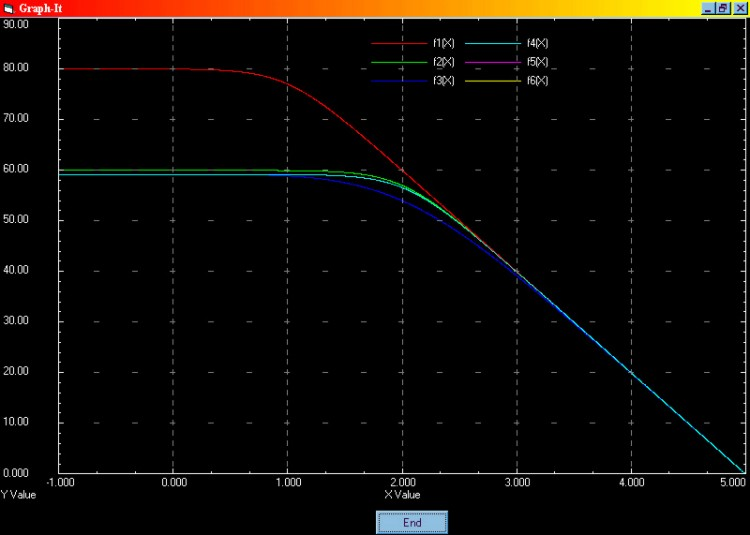 Graph-It
90.00
f1(X) f4(X)
f2(X) f5(X)
f3(X) f6(X)
80.00
70.00
60.00
50.00
40.00
30.00
20.00
10.00
0.000
-1.000 0.000 1.000 2.000 3.000 4.000 5.000
Y Value X Value
End